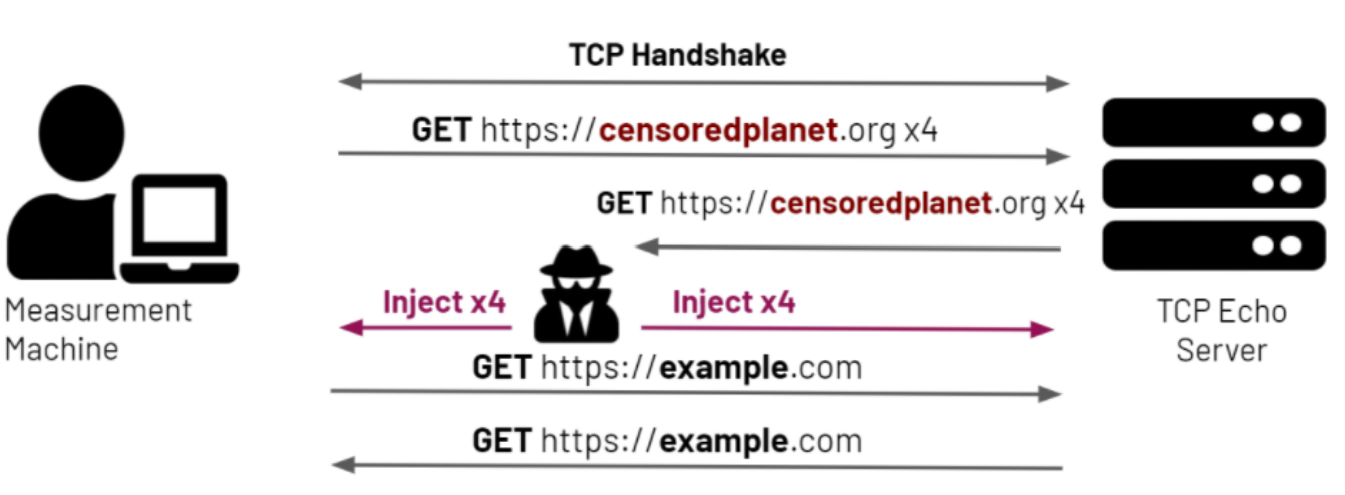 TCP Handshake
GET https://censoredplanet.org x4
GET https://censoredplanet.org x4
Inject x4
Inject x4
Measurement
Machine
TCP Echo
Server
GET https://example.com
GET https://example.com